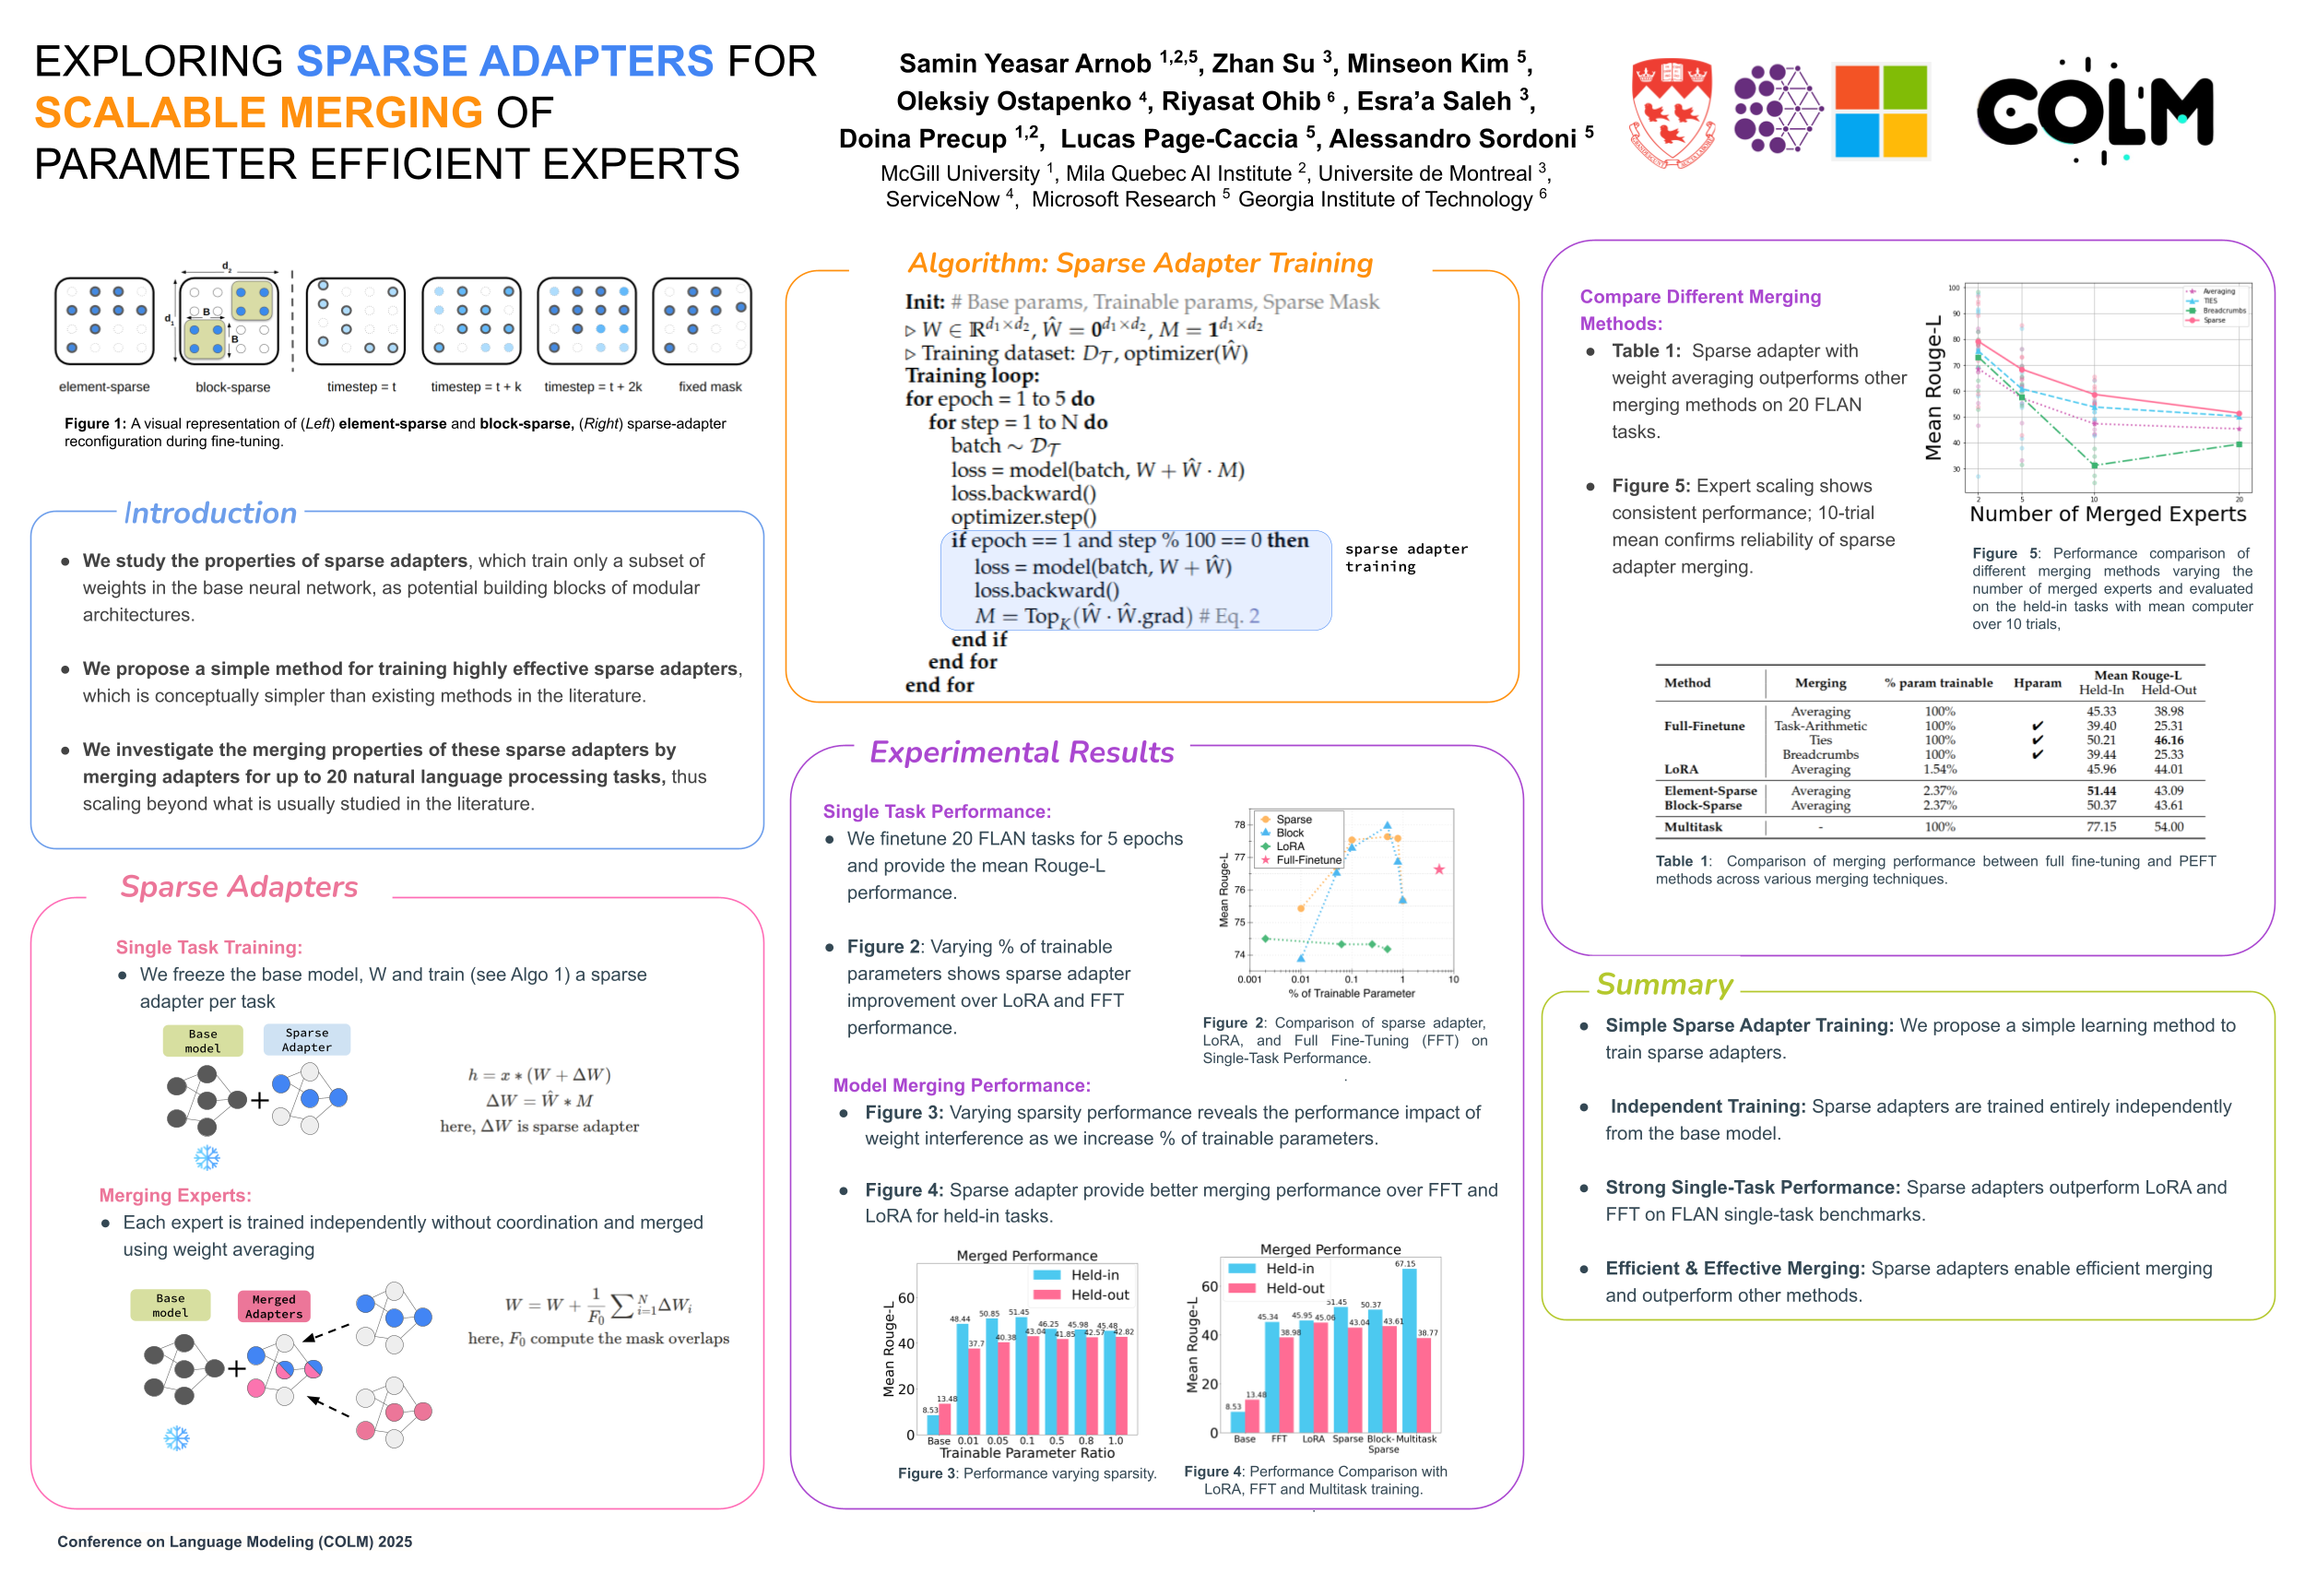 EXPLORING SPARSE ADAPTERS FOR
SCALABLE MERGING OF
PARAMETER EFFICIENT EXPERTS
Samin Yeasar Arnob 1,2,5, Zhan Su 3, Minseon Kim 5,
Oleksiy Ostapenko 4, Riyasat Ohib 6 , Esra’a Saleh 3,
Doina Precup 1,2, Lucas Page-Caccia 5, Alessandro Sordoni 5
McGill University 1, Mila Quebec AI Institute 2, Universite de Montreal 3,
ServiceNow 4, Microsoft Research 5 Georgia Institute of Technology 6
COLM
d2
d1
B
B
element-sparse
block-sparse
timestep = t
timestep = t + k
timestep = t + 2k
fixed mask
Figure 1: A visual representation of (Left) element-sparse and block-sparse, (Right) sparse-adapter
reconfiguration during fine-tuning.
Introduction
● We study the properties of sparse adapters, which train only a subset of
weights in the base neural network, as potential building blocks of modular
architectures.
● We propose a simple method for training highly effective sparse adapters,
which is conceptually simpler than existing methods in the literature.
● We investigate the merging properties of these sparse adapters by
merging adapters for up to 20 natural language processing tasks, thus
scaling beyond what is usually studied in the literature.
Sparse Adapters
Single Task Training:
● We freeze the base model, W and train (see Algo 1) a sparse
adapter per task
Base
model
Sparse
Adapter
+
h = x ∗ (W + ΔW)
ΔW = Ŵ ∗ M
here, ΔW is sparse adapter
Merging Experts:
● Each expert is trained independently without coordination and merged
using weight averaging
Base
model
Merged
Adapters
+
W = W + 1/F0 ∑ N i=1 ΔWi
here, F0 compute the mask overlaps
Conference on Language Modeling (COLM) 2025
Algorithm: Sparse Adapter Training
Init: # Base params, Trainable params, Sparse Mask
▷ W ∈ ℝ^d1×d2, Ŵ = 0^d1×d2, M = 1^d1×d2
▷ Training dataset: D𝒯, optimizer(Ŵ)
Training loop:
for epoch = 1 to 5 do
for step = 1 to N do
batch ∼ D𝒯
loss = model(batch, W + Ŵ · M)
loss.backward()
optimizer.step()
if epoch == 1 and step % 100 == 0 then
loss = model(batch, W + Ŵ)
loss.backward()
M = TopK(Ŵ · Ŵ.grad) # Eq. 2
end if
end for
end for
sparse adapter
training
Experimental Results
Single Task Performance:
● We finetune 20 FLAN tasks for 5 epochs
and provide the mean Rouge-L
performance.
● Figure 2: Varying % of trainable
parameters shows sparse adapter
improvement over LoRA and FFT
performance.
Mean Rouge-L
78
77
76
75
74
Sparse
Block
LoRA
Full-Finetune
0.001 0.01 0.1 1 10
% of Trainable Parameter
Figure 2: Comparison of sparse adapter,
LoRA, and Full Fine-Tuning (FFT) on
Single-Task Performance.
.
Model Merging Performance:
● Figure 3: Varying sparsity performance reveals the performance impact of
weight interference as we increase % of trainable parameters.
● Figure 4: Sparse adapter provide better merging performance over FFT and
LoRA for held-in tasks.
Merged Performance
Held-in
Held-out
Mean Rouge-L
60
40
20
0
8.53 13.48 48.44 37.7 50.85 40.38 51.45 43.04 46.25 41.85 45.98 42.57 45.48 42.82
Base 0.01 0.05 0.1 0.5 0.8 1.0
Trainable Parameter Ratio
Figure 3: Performance varying sparsity.
Merged Performance
Held-in
Held-out
Mean Rouge-L
60
40
20
0
8.53 13.48 45.34 38.98 45.95 45.06 51.45 43.04 50.37 43.61 67.15 38.77
Base FFT LoRA Sparse Block- Multitask
Sparse
Figure 4: Performance Comparison with
LoRA, FFT and Multitask training.
.
Compare Different Merging
Methods:
● Table 1: Sparse adapter with
weight averaging outperforms other
merging methods on 20 FLAN
tasks.
● Figure 5: Expert scaling shows
consistent performance; 10-trial
mean confirms reliability of sparse
adapter merging.
Mean Rouge-L
100
90
80
70
60
50
40
30
Averaging
TIES
Breadcrumbs
Sparse
2 5 10 20
Number of Merged Experts
Figure 5: Performance comparison of
different merging methods varying the
number of merged experts and evaluated
on the held-in tasks with mean computer
over 10 trials,
Method Merging % param trainable Hparam Mean Rouge-L
Held-In Held-Out
Averaging 100% 45.33 38.98
Full-Finetune Task-Arithmetic 100% ✔ 39.40 25.31
Ties 100% ✔ 50.21 46.16
Breadcrumbs 100% ✔ 39.44 25.33
LoRA Averaging 1.54% 45.96 44.01
Element-Sparse Averaging 2.37% 51.44 43.09
Block-Sparse Averaging 2.37% 50.37 43.61
Multitask - 100% 77.15 54.00
Table 1: Comparison of merging performance between full fine-tuning and PEFT
methods across various merging techniques.
Summary
● Simple Sparse Adapter Training: We propose a simple learning method to
train sparse adapters.
● Independent Training: Sparse adapters are trained entirely independently
from the base model.
● Strong Single-Task Performance: Sparse adapters outperform LoRA and
FFT on FLAN single-task benchmarks.
● Efficient & Effective Merging: Sparse adapters enable efficient merging
and outperform other methods.